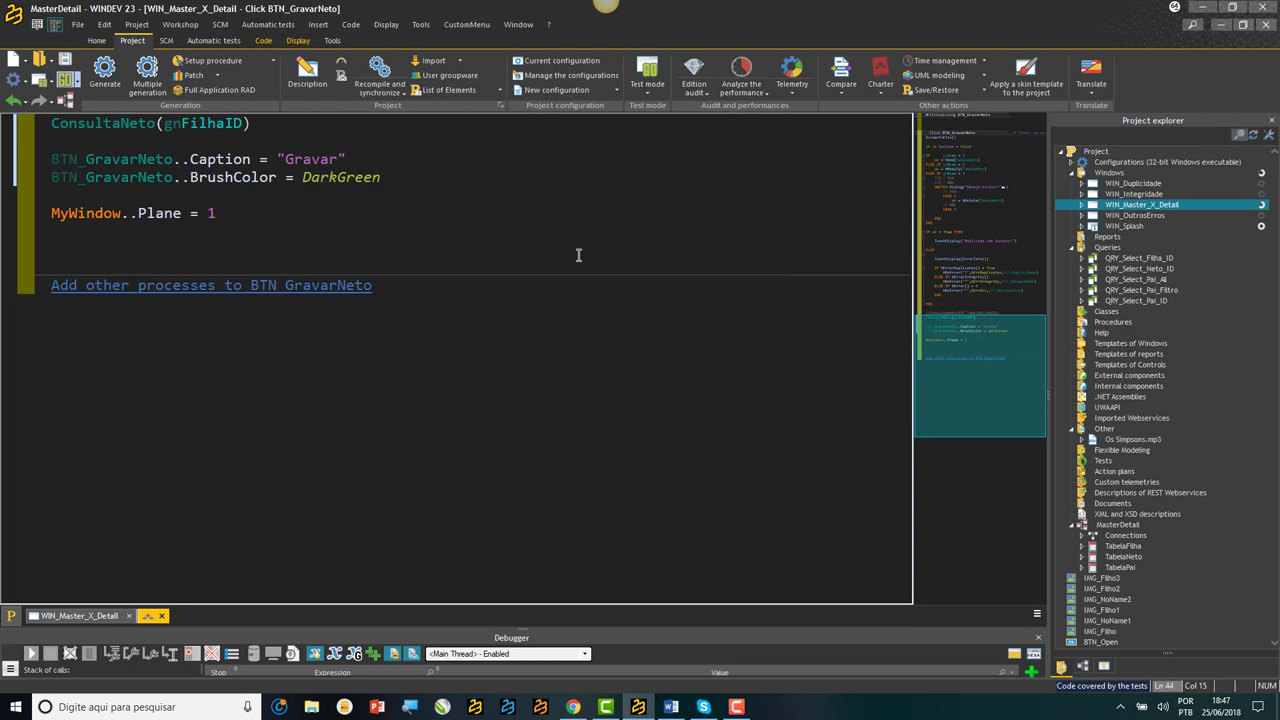 MasterDetail - WINDEV 23 - [WIN_Master_X_Detail - Click BTN_GravarNeto]
64
File Edit Project Workshop SCM Automatic tests Insert Code Display Tools CustomMenu Window ?
Home Project SCM Automatic tests Code Display Tools
Generate
Multiple generation
Setup procedure
Patch
Full Application RAD
Generation
Description
Recompile and synchronize
Import
User groupware
List of Elements
Project
Current configuration
Manage the configurations
New configuration
Project configuration
Test mode
Test mode
Edition audit
Analyze the performance
Telemetry
Audit and performances
Compare
Charter
Time management
UML modeling
Save/Restore
Apply a skin template to the project
Other actions
Translate
Translate
ConsultaNeto(gnFilhaID)
BTN_GravarNeto..Caption = "Gravar"
BTN_GravarNeto..BrushColor = DarkGreen
MyWindow..Plane = 1
Add other processes to BTN_GravarNeto
Project explorer
Project
Configurations (32-bit Windows executable)
Windows
WIN_Duplicidade
WIN_Integridade
WIN_Master_X_Detail
WIN_OutrosErros
WIN_Splash
Reports
Queries
QRY_Select_Filha_ID
QRY_Select_Neto_ID
QRY_Select_Pai_All
QRY_Select_Pai_Filtro
QRY_Select_Pai_ID
Classes
Procedures
Help
Templates of Windows
Templates of reports
Templates of Controls
External components
Internal components
.NET Assemblies
UWAAPI
Imported Webservices
Other
Os Simpsons.mp3
Flexible Modeling
Tests
Action plans
Custom telemetries
Descriptions of REST Webservices
Documents
XML and XSD descriptions
MasterDetail
Connections
TabelaFilha
TabelaNeto
TabelaPai
IMG_Filho3
IMG_Filho2
IMG_NoName2
IMG_Filho1
IMG_NoName1
IMG_Filho
BTN_Open
P WIN_Master_X_Detail
Debugger
<Main Thread> - Enabled
Stack of calls: Stop Expression Value
Code covered by the tests Ln 44 Col 15 NUM
Digite aqui para pesquisar
POR
PTB
18:47
25/06/2018